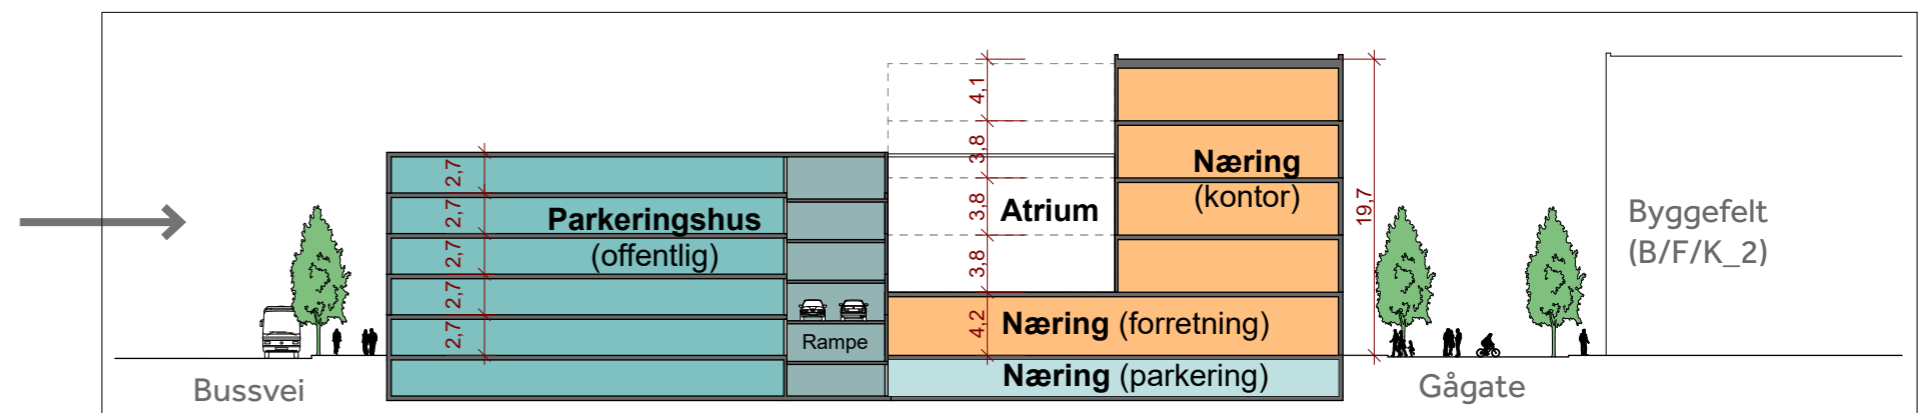 4,1
3,8
3,8
3,8
4,2
2,7
2,7
2,7
2,7
2,7
19,7
Parkeringshus
(offentlig)
Atrium
Næring
(kontor)
Byggefelt
(B/F/K_2)
Rampe
Næring (forretning)
Næring (parkering)
Bussvei
Gågate